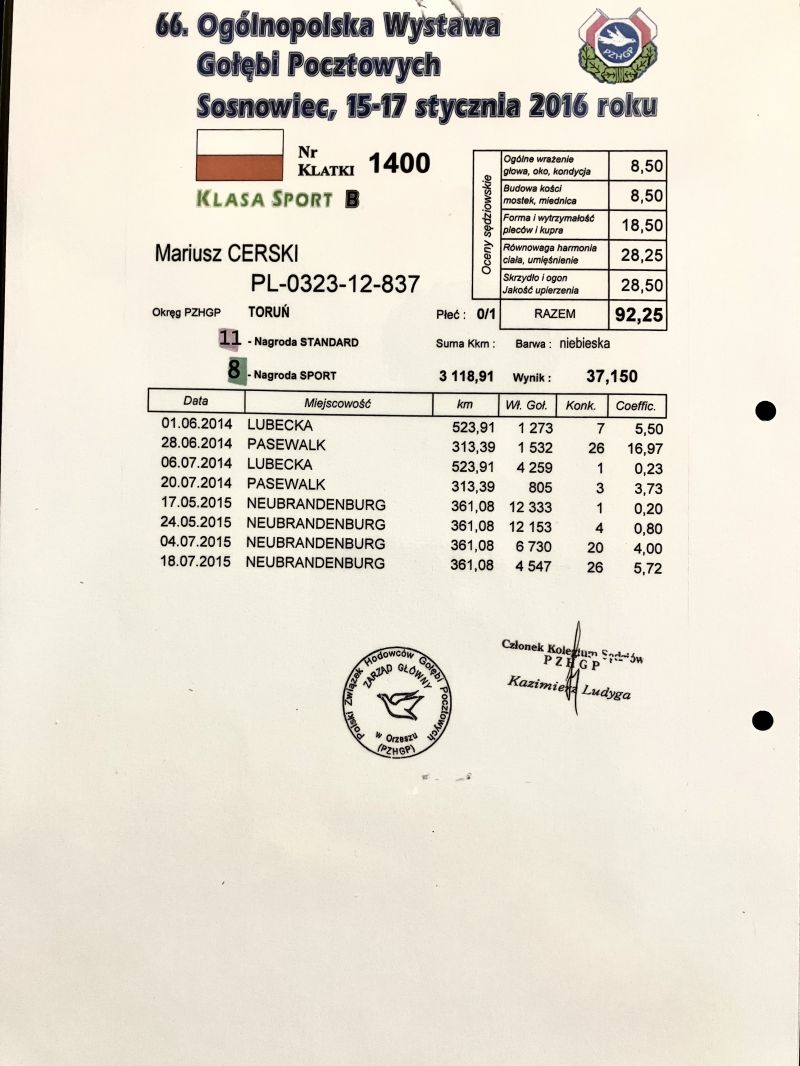 66. Ogólnopolska Wystawa
Gołębi Pocztowych
Sosnowiec, 15-17 stycznia 2016 roku
PZHGP
Nr
KLATKI 1400
KLASA SPORT B
Oceny sędziowskie
Ogólne wrażenie
głowa, oko, kondycja 8,50
Budowa kości
mostek, miednica 8,50
Forma i wytrzymałość
pleców i kupra 18,50
Równowaga harmonia
ciała, umięśnienie 28,25
Skrzydło i ogon
Jakość upierzenia 28,50
RAZEM 92,25
Mariusz CERSKI
PL-0323-12-837
Okręg PZHGP TORUŃ Płeć : 0/1
11 - Nagroda STANDARD Suma Kkm : Barwa : niebieska
8 - Nagroda SPORT 3 118,91 Wynik : 37,150
Data Miejscowość km Wł. Goł. Konk. Coeffic.
01.06.2014 LUBECKA 523,91 1 273 7 5,50
28.06.2014 PASEWALK 313,39 1 532 26 16,97
06.07.2014 LUBECKA 523,91 4 259 1 0,23
20.07.2014 PASEWALK 313,39 805 3 3,73
17.05.2015 NEUBRANDENBURG 361,08 12 333 1 0,20
24.05.2015 NEUBRANDENBURG 361,08 12 153 4 0,80
04.07.2015 NEUBRANDENBURG 361,08 6 730 20 4,00
18.07.2015 NEUBRANDENBURG 361,08 4 547 26 5,72
Polski Związek Hodowców Gołębi Pocztowych
ZARZĄD GŁÓWNY
w Orzeszu
(PZHGP)
Członek Kolegium Sędziów
PZHGP
Kazimierz Ludyga